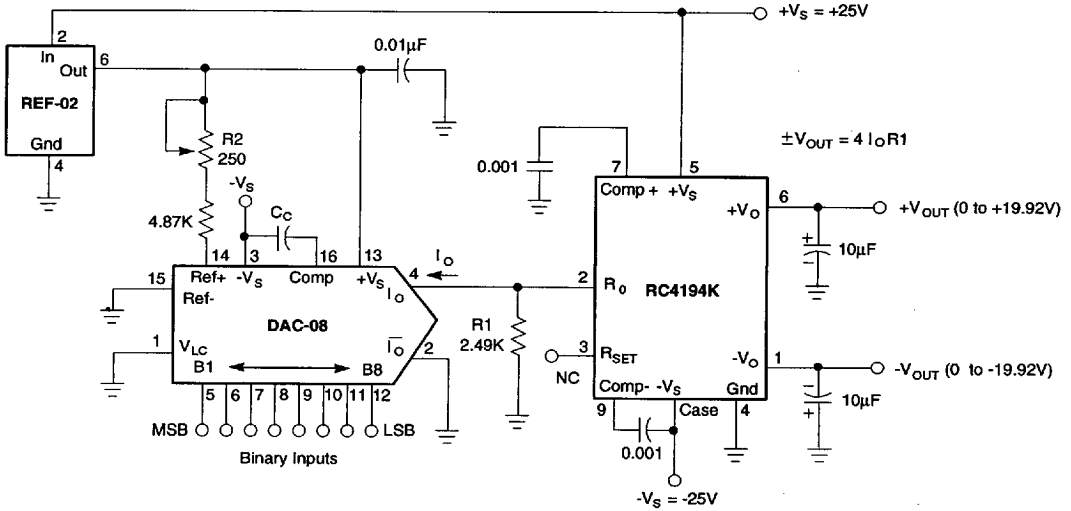 +VS = +25V
2
In
Out
6
REF-02
Gnd
4
0.01µF
R2
250
4.87K
-VS
CC
14
3
16
13
15
Ref+
-VS
Comp
+VS
Ref-
DAC-08
IO
4
IO
1
VLC
IO
2
B1
B8
5
6
7
8
9
10
11
12
MSB
LSB
Binary Inputs
R1
2.49K
0.001
7
5
Comp +
+VS
±VOUT = 4 IO R1
6
+VO
+VOUT (0 to +19.92V)
+
−
10µF
2
R0
RC4194K
3
RSET
NC
-VO
1
-VOUT (0 to -19.92V)
−
+
10µF
Comp-
-VS
Gnd
9
Case
4
0.001
-VS = -25V